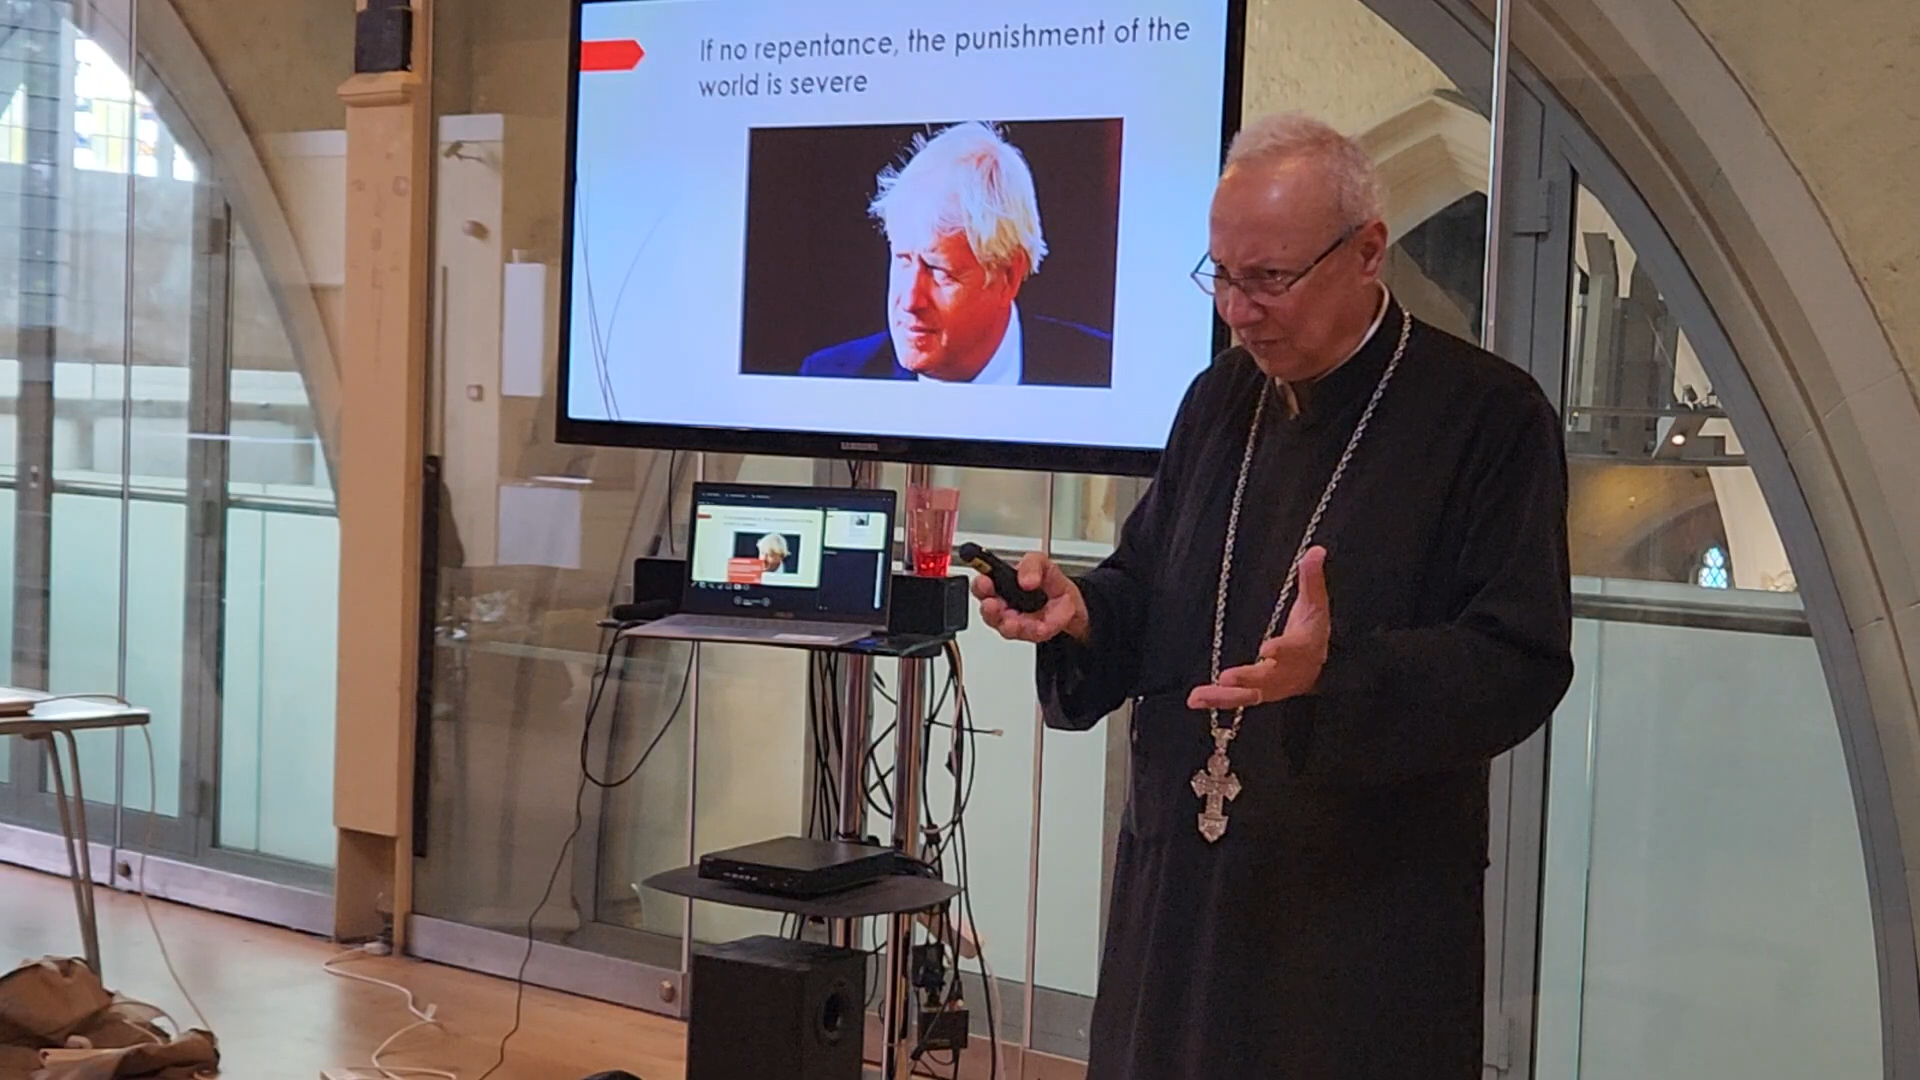 If no repentance, the punishment of the
world is severe
SAMSUNG